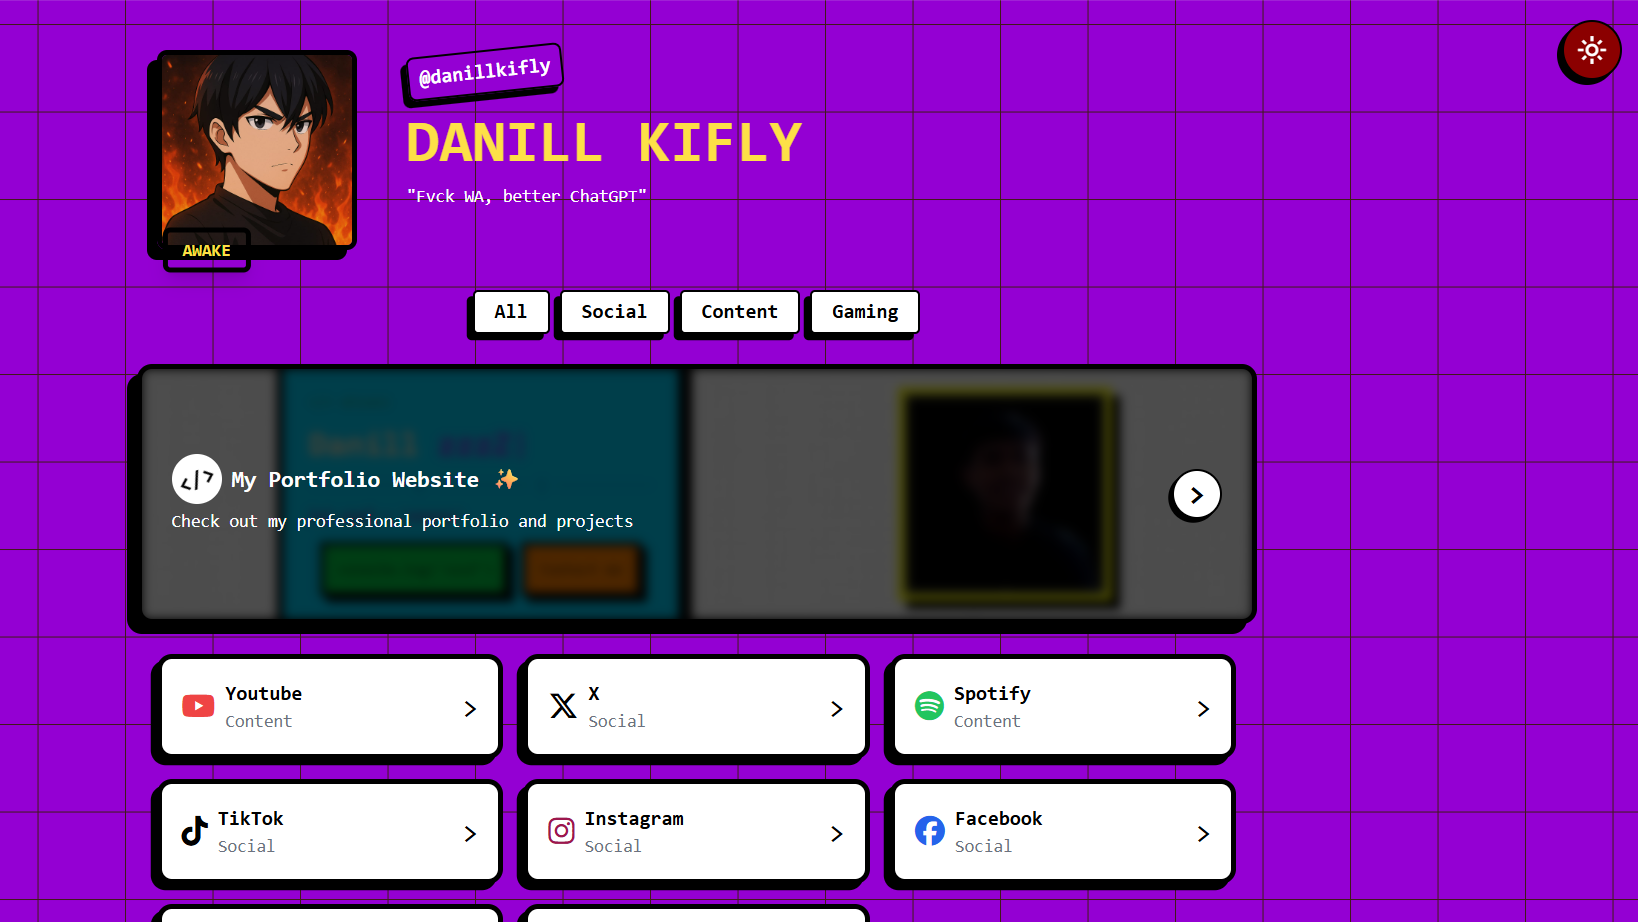 @danillkifly
DANILL KIFLY
"Fvck WA, better ChatGPT"
AWAKE
All
Social
Content
Gaming
My Portfolio Website ✨
Check out my professional portfolio and projects
Youtube
Content
X
Social
Spotify
Content
TikTok
Social
Instagram
Social
Facebook
Social